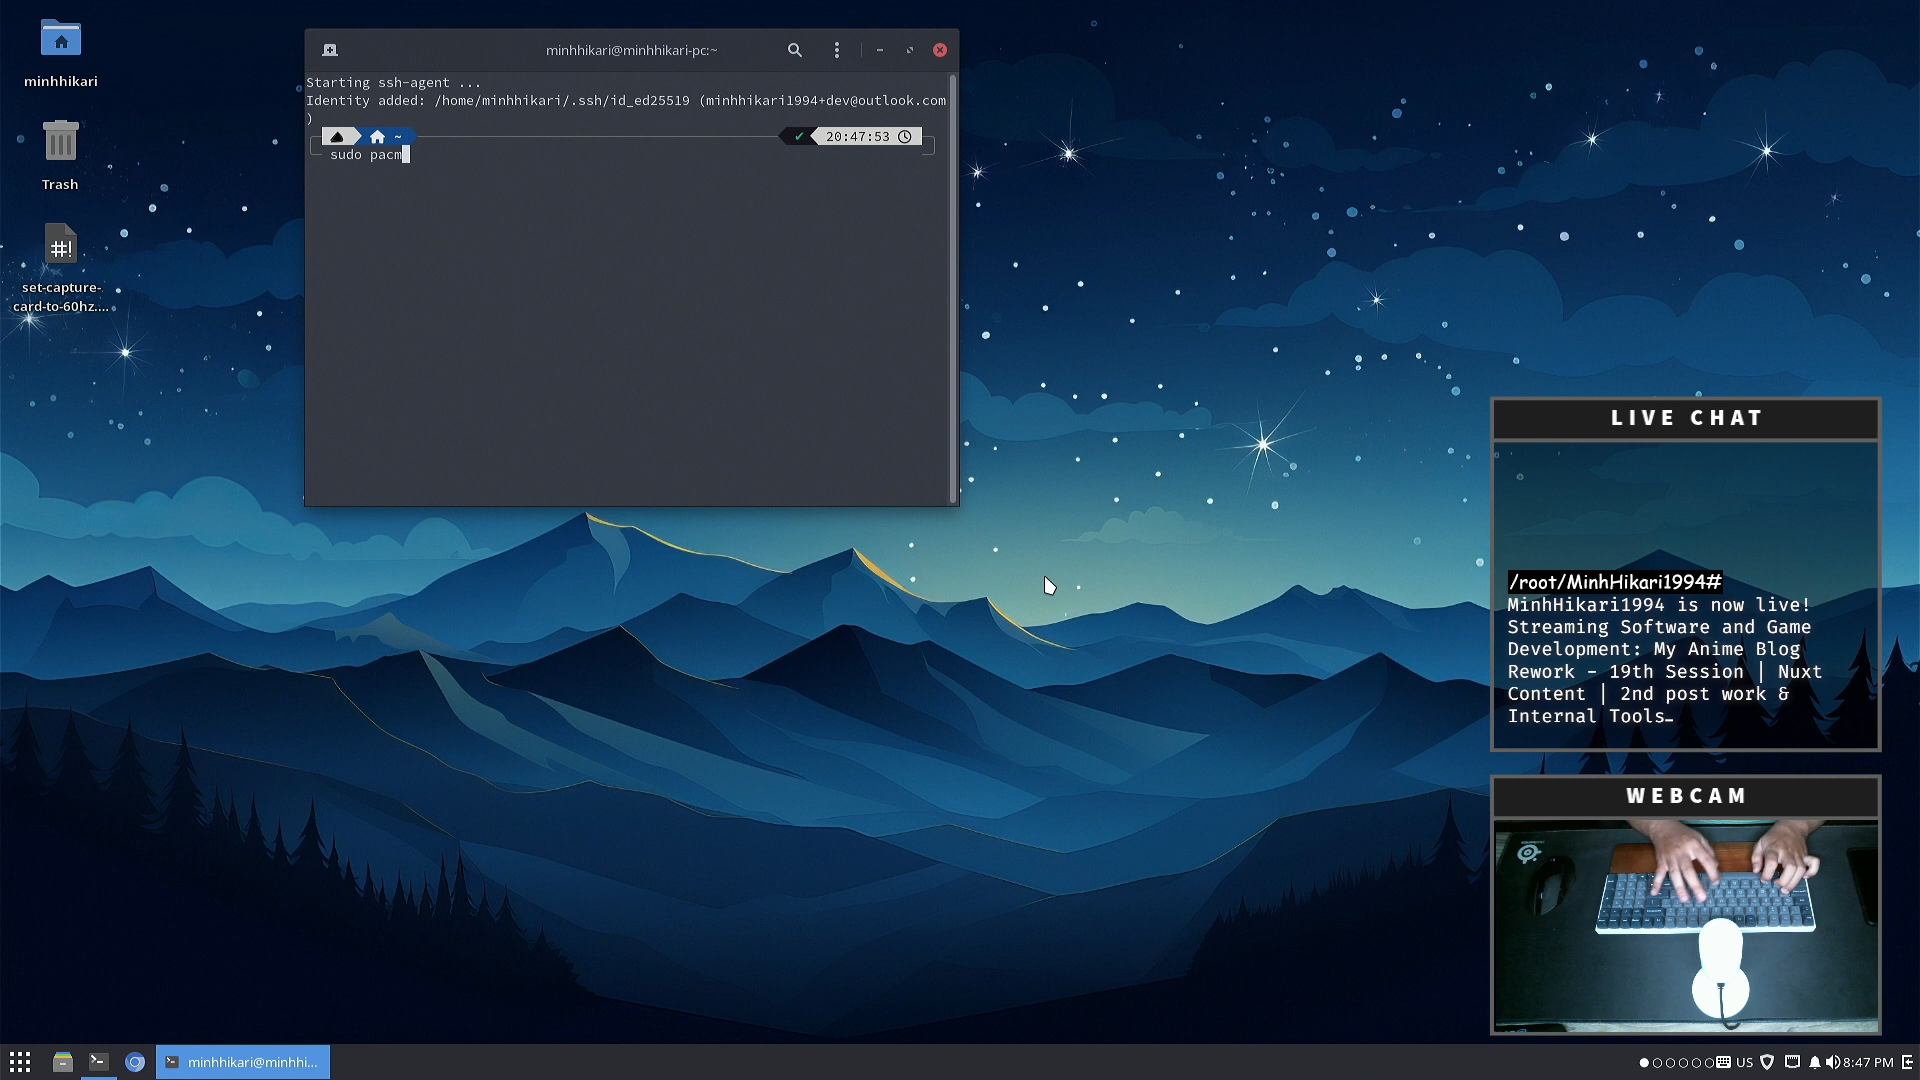 minhhikari
Trash
#!
set-capture-
card-to-60hz....
minhhikari@minhhikari-pc:~
Starting ssh-agent ...
Identity added: /home/minhhikari/.ssh/id_ed25519 (minhhikari1994+dev@outlook.com
)
~ ✔ 20:47:53
sudo pacm
LIVE CHAT
/root/MinhHikari1994#
MinhHikari1994 is now live!
Streaming Software and Game
Development: My Anime Blog
Rework - 19th Session | Nuxt
Content | 2nd post work &
Internal Tools_
WEBCAM
minhhikari@minhhi...
US
8:47 PM